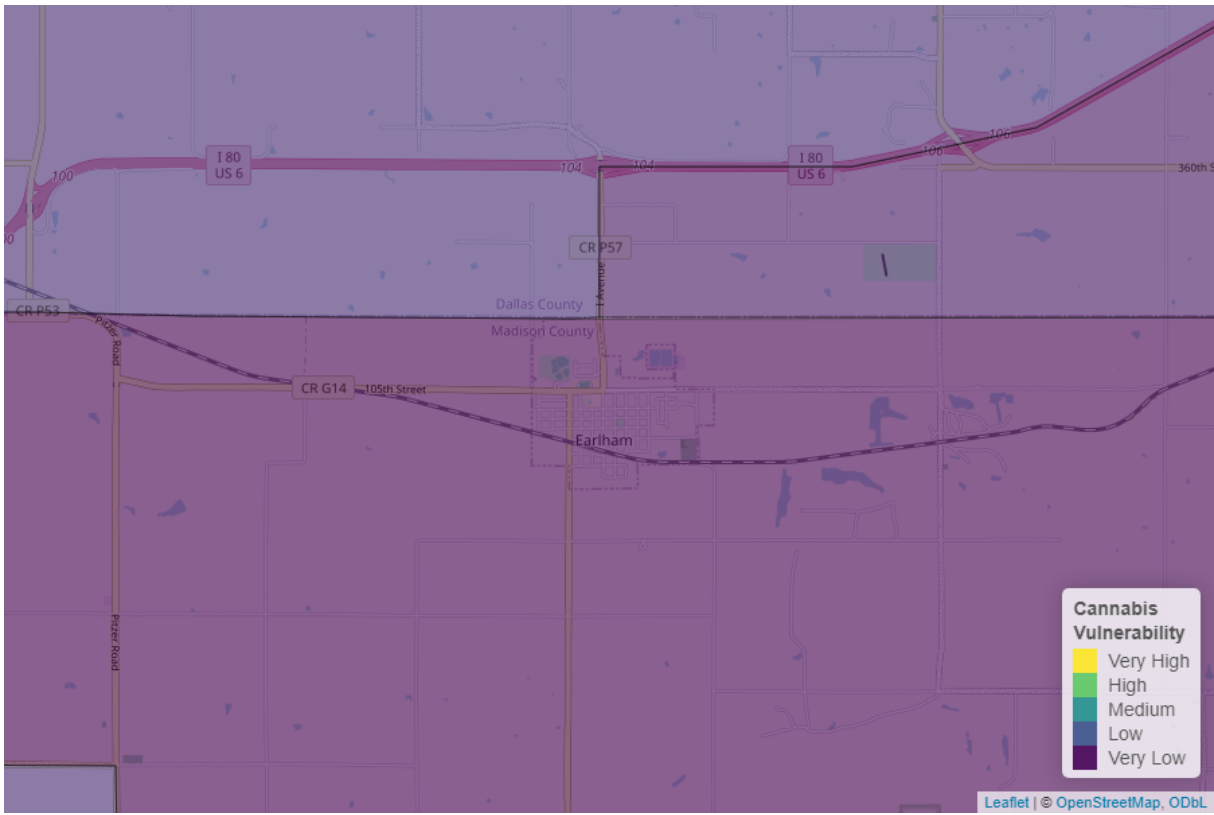 106
I 80
US 6
104
104
I 80
US 6
106
100
360th S
CR P57
I Avenue
Dallas County
CR P53
Madison County
Pitzer Road
CR G14
105th Street
Earlham
Pitzer Road
Cannabis
Vulnerability
Very High
High
Medium
Low
Very Low
Leaflet | © OpenStreetMap, ODbL